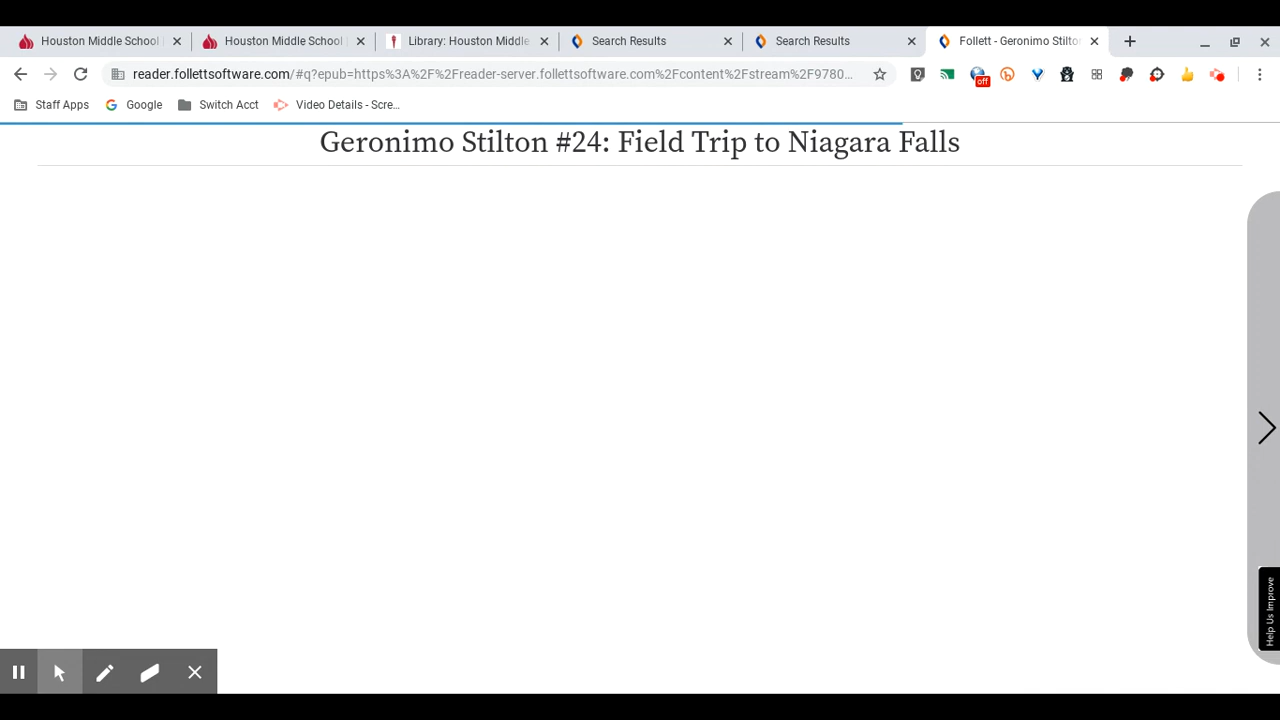 Houston Middle School
Houston Middle School
Library: Houston Middle
Search Results
Search Results
Follett - Geronimo Stilton
reader.follettsoftware.com/#q?epub=https%3A%2F%2Freader-server.follettsoftware.com%2Fcontent%2Fstream%2F9780...
off
Staff Apps
Google
Switch Acct
Video Details - Scre...
Geronimo Stilton #24: Field Trip to Niagara Falls
Help Us Improve